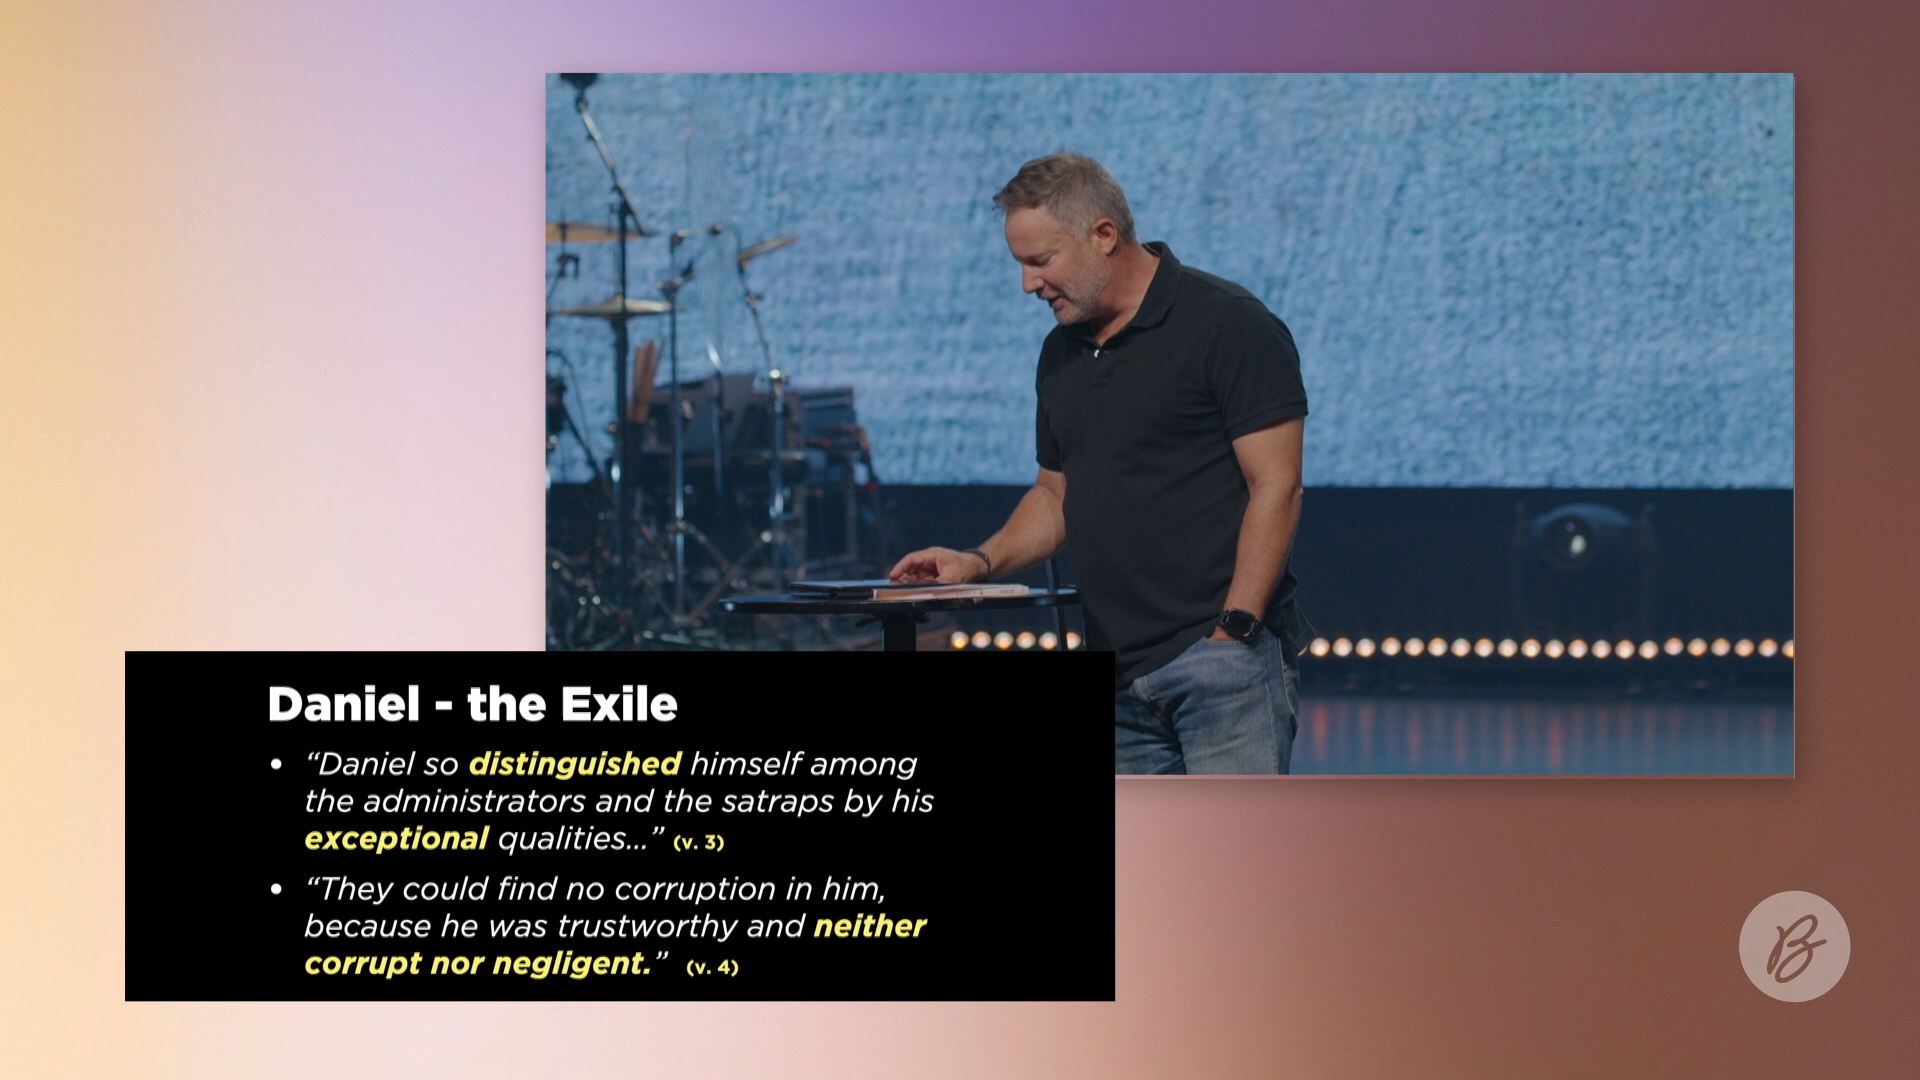 Daniel - the Exile
• “Daniel so distinguished himself among
the administrators and the satraps by his
exceptional qualities...” (v. 3)
• “They could find no corruption in him,
because he was trustworthy and neither
corrupt nor negligent.” (v. 4)
B